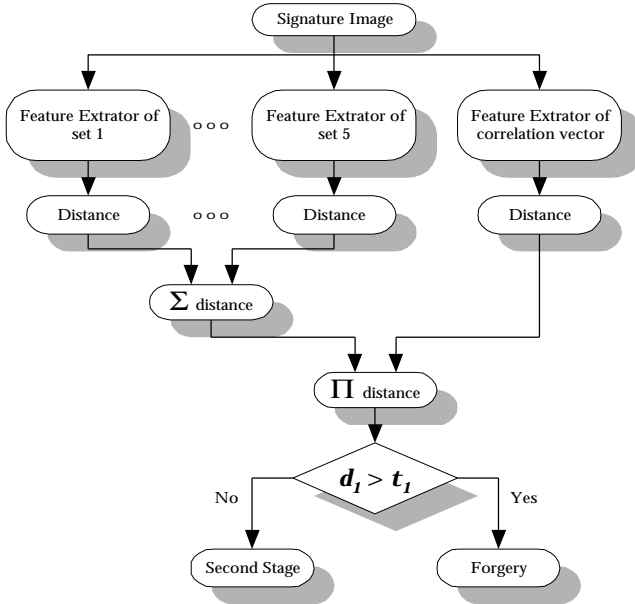 Signature Image
Feature Extrator of
set 1
o o o
Feature Extrator of
set 5
Feature Extrator of
correlation vector
Distance
o o o
Distance
Distance
Σ distance
Π distance
d₁ > t₁
No
Yes
Second Stage
Forgery